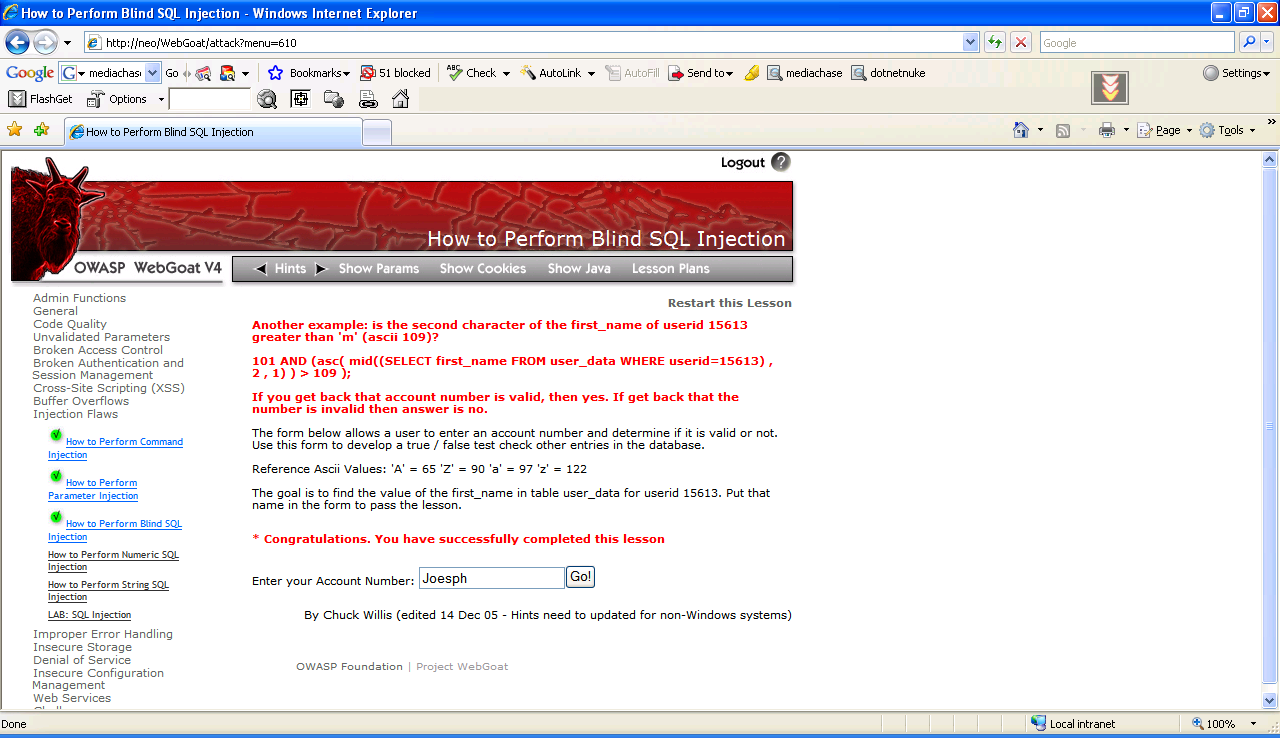 How to Perform Blind SQL Injection - Windows Internet Explorer
http://neo/WebGoat/attack?menu=610
Google
Google G mediachas Go Bookmarks 51 blocked ABC Check AutoLink AutoFill Send to mediachase dotnetnuke Settings
FlashGet Options
How to Perform Blind SQL Injection
Page Tools »
Logout ?
How to Perform Blind SQL Injection
OWASP WebGoat V4
Hints Show Params Show Cookies Show Java Lesson Plans
Restart this Lesson
Admin Functions
General
Code Quality
Unvalidated Parameters
Broken Access Control
Broken Authentication and
Session Management
Cross-Site Scripting (XSS)
Buffer Overflows
Injection Flaws
How to Perform Command
Injection
How to Perform
Parameter Injection
How to Perform Blind SQL
Injection
How to Perform Numeric SQL
Injection
How to Perform String SQL
Injection
LAB: SQL Injection
Improper Error Handling
Insecure Storage
Denial of Service
Insecure Configuration
Management
Web Services
Another example: is the second character of the first_name of userid 15613
greater than 'm' (ascii 109)?
101 AND (asc( mid((SELECT first_name FROM user_data WHERE userid=15613) ,
2 , 1) ) > 109 );
If you get back that account number is valid, then yes. If get back that the
number is invalid then answer is no.
The form below allows a user to enter an account number and determine if it is valid or not.
Use this form to develop a true / false test check other entries in the database.
Reference Ascii Values: 'A' = 65 'Z' = 90 'a' = 97 'z' = 122
The goal is to find the value of the first_name in table user_data for userid 15613. Put that
name in the form to pass the lesson.
* Congratulations. You have successfully completed this lesson
Enter your Account Number: Joesph Go!
By Chuck Willis (edited 14 Dec 05 - Hints need to updated for non-Windows systems)
OWASP Foundation | Project WebGoat
Done
Local intranet
100%